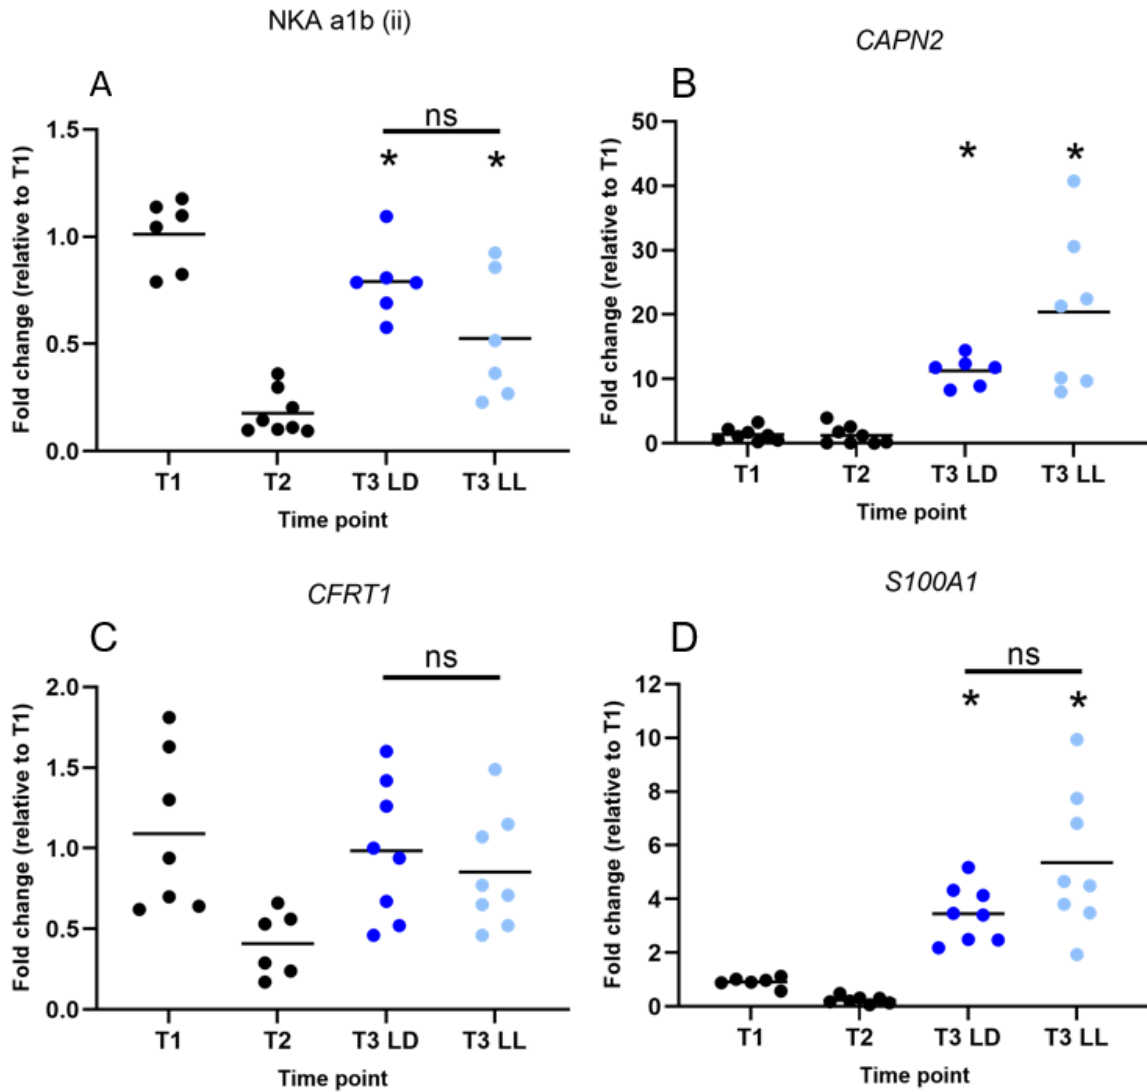 NKA a1b (ii)
A
ns
* *
Fold change (relative to T1)
1.5
1.0
0.5
0.0
T1 T2 T3 LD T3 LL
Time point
CAPN2
B
* *
Fold change (relative to T1)
50
40
30
20
10
0
T1 T2 T3 LD T3 LL
Time point
CFRT1
C
ns
Fold change (relative to T1)
2.0
1.5
1.0
0.5
0.0
T1 T2 T3 LD T3 LL
Time point
S100A1
D
ns
* *
Fold change (relative to T1)
12
10
8
6
4
2
0
T1 T2 T3 LD T3 LL
Time point